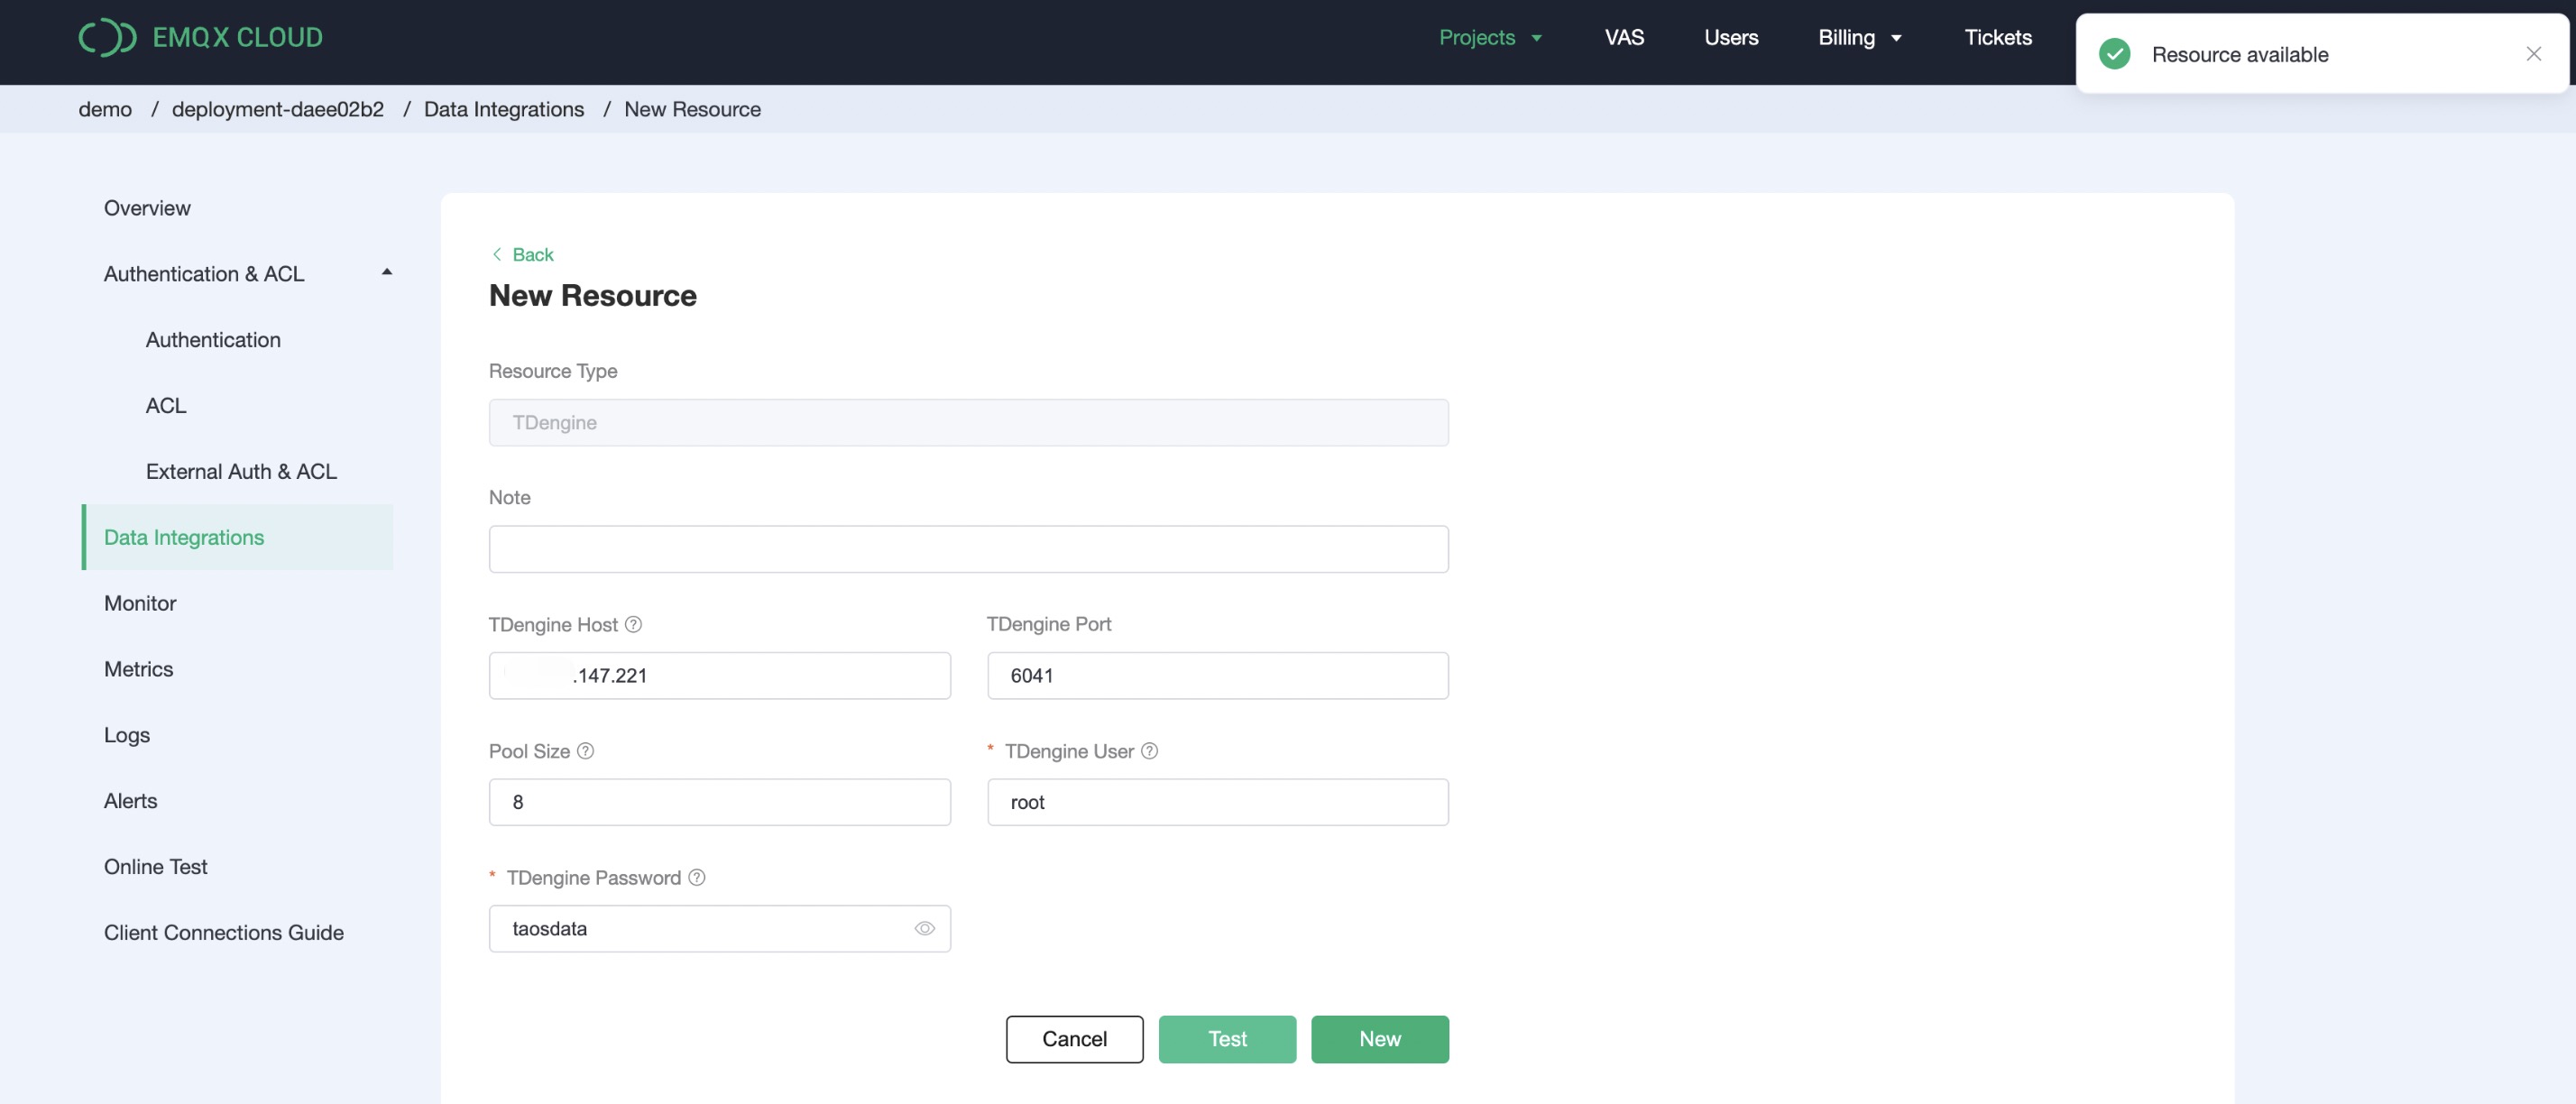 EMQX CLOUD
Projects VAS Users Billing Tickets
Resource available
demo / deployment-daee02b2 / Data Integrations / New Resource
Overview
Authentication & ACL
Authentication
ACL
External Auth & ACL
Data Integrations
Monitor
Metrics
Logs
Alerts
Online Test
Client Connections Guide
Back
New Resource
Resource Type
TDengine
Note
TDengine Host ? TDengine Port
.147.221 6041
Pool Size ? * TDengine User ?
8 root
* TDengine Password ?
taosdata
Cancel Test New